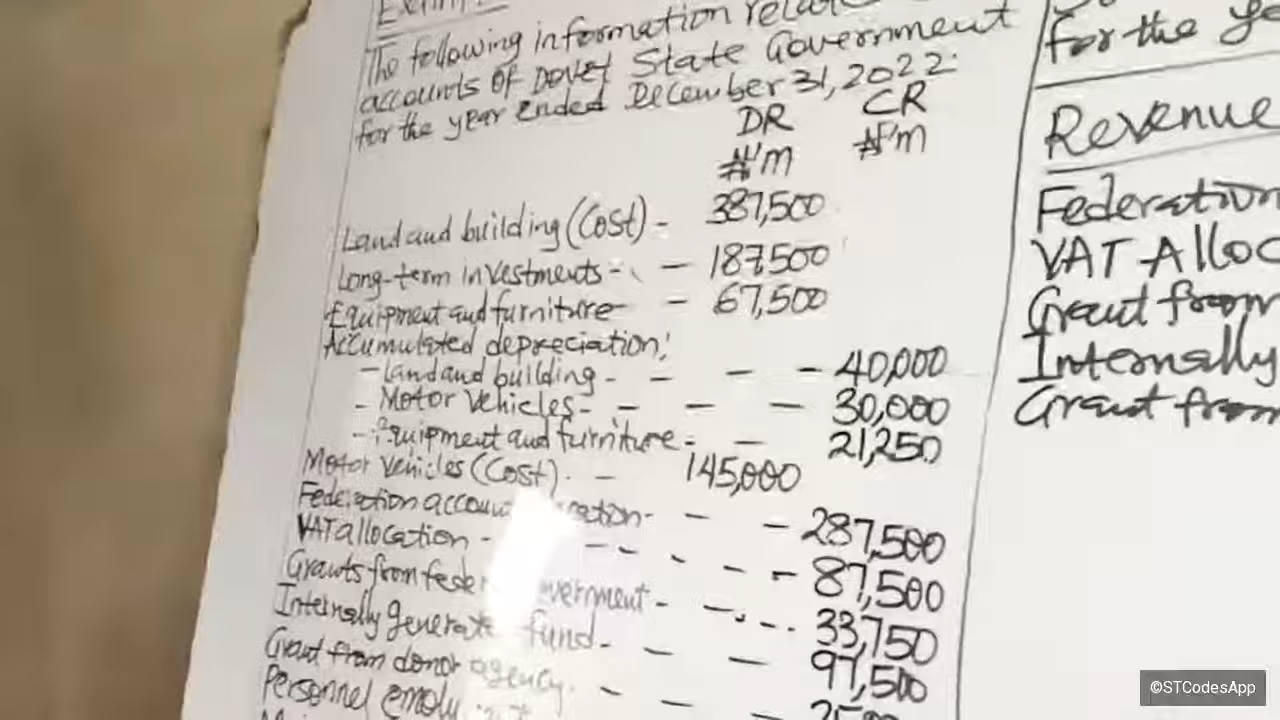 The following information
accounts of Dovet State Government
for the year ended December 31, 2022:
DR CR
₦'m ₦'m
Land and building (Cost) - 387,500
Long-term investments - - 187,500
Equipment and furniture - 67,500
Accumulated depreciation:
- Land and building - - - - 40,000
- Motor vehicles - - - - 30,000
- Equipment and furniture - - 21,250
Motor vehicles (Cost) - - 145,000
Federation - - - 287,500
VAT allocation - - - - - - - 87,500
Grants from - - - - 33,750
Internally fund - - - 97,500
Grant from donor agency - - -
Personnel
for the
Revenue
Federation
VAT Alloc
Grant from
Internally
Grant from
©STCodesApp